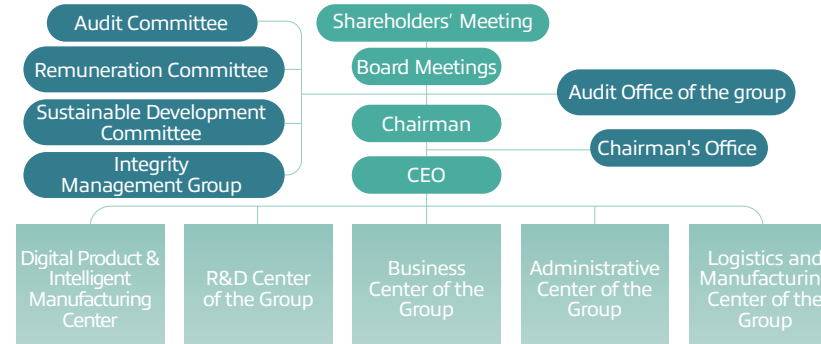 Audit Committee
Shareholders' Meeting
Remuneration Committee
Board Meetings
Audit Office of the group
Sustainable Development
Committee
Chairman
Chairman's Office
Integrity
Management Group
CEO
Digital Product &
Intelligent
Manufacturing
Center
R&D Center
of the Group
Business
Center of the
Group
Administrative
Center of the
Group
Logistics and
Manufacturing
Center of the
Group